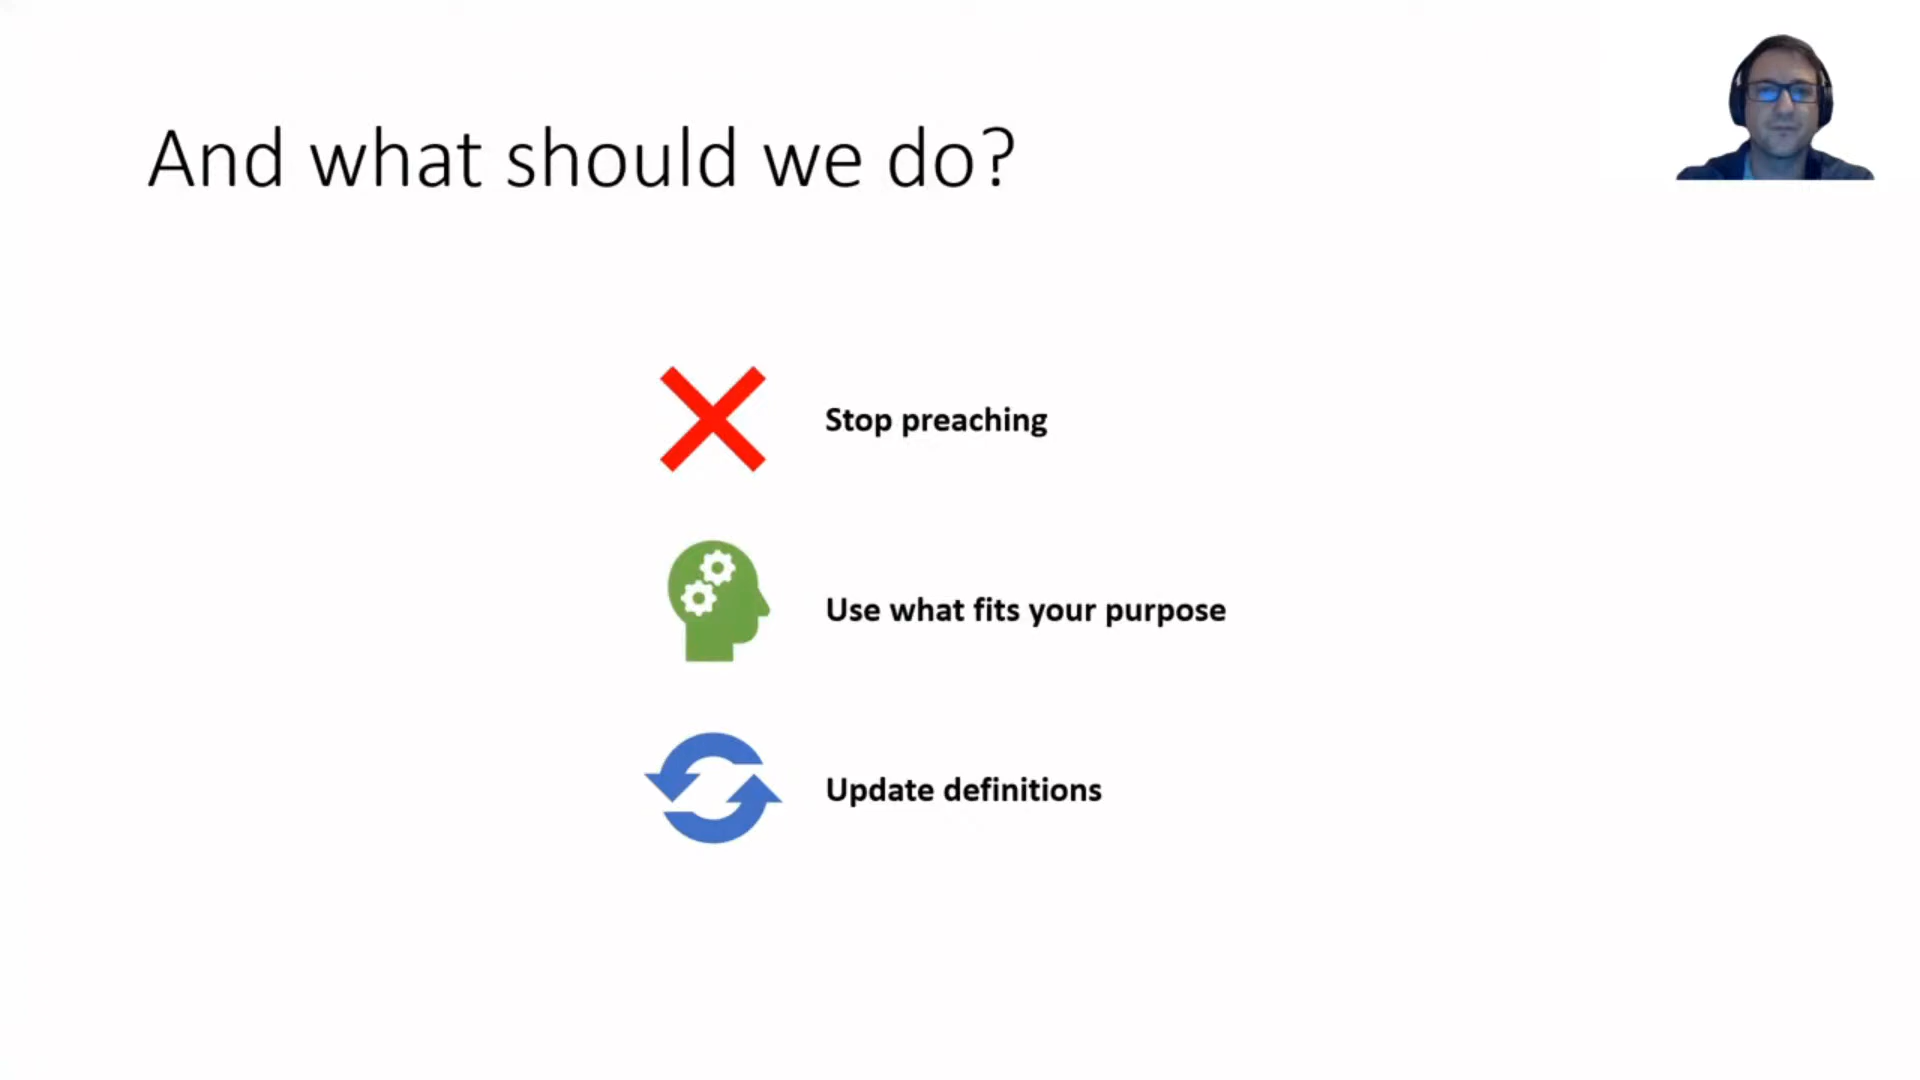 And what should we do?
Stop preaching
Use what fits your purpose
Update definitions